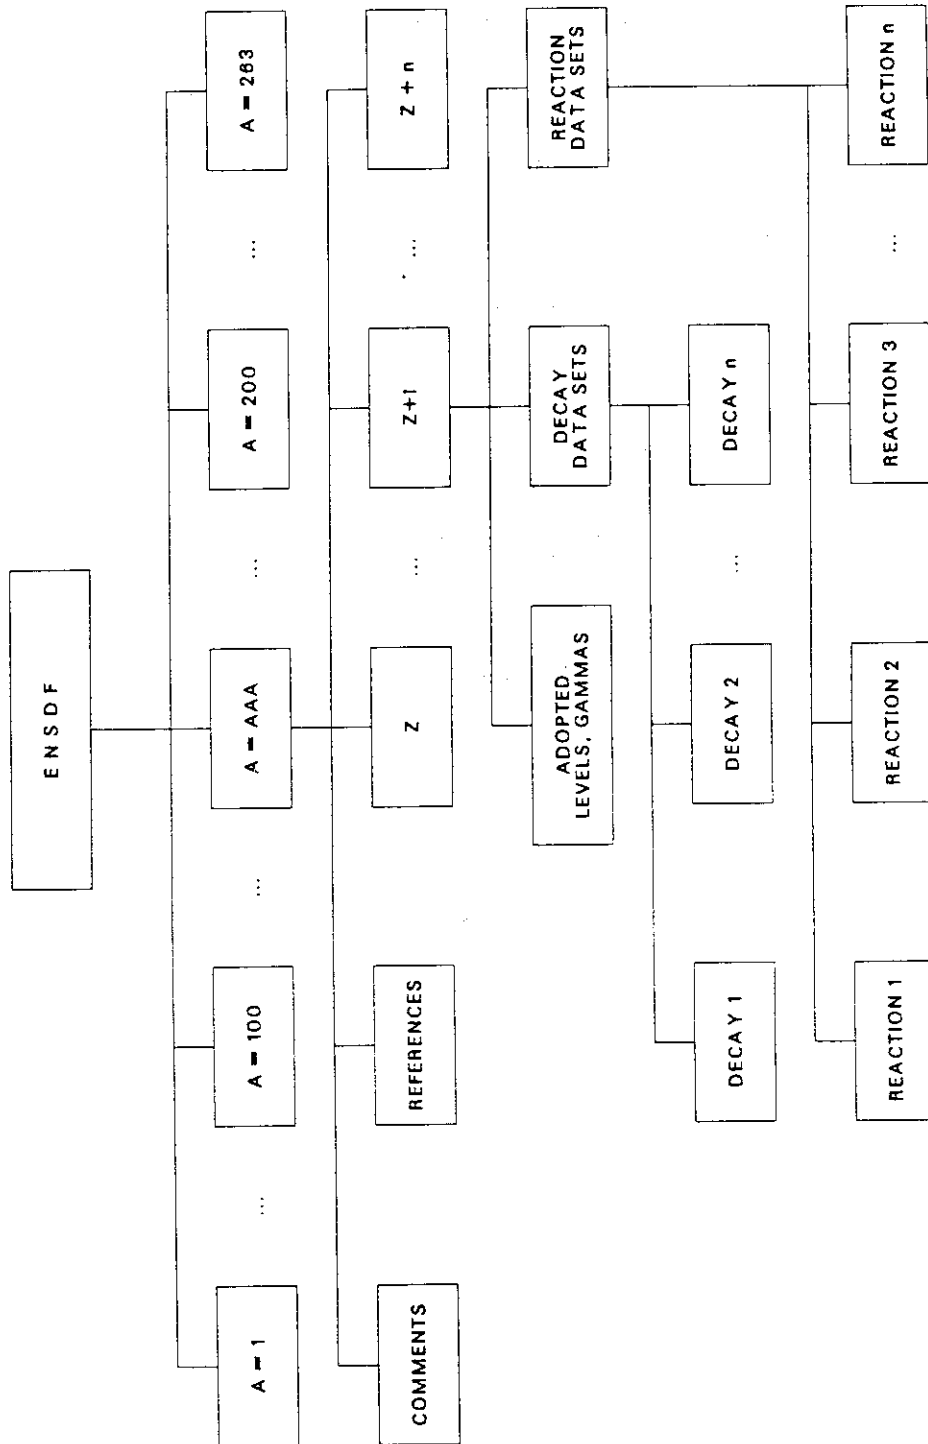 ENSDF
A = 1
...
A = 100
...
A = AAA
...
A = 200
...
A = 263
COMMENTS
REFERENCES
Z
...
Z+1
...
Z + n
ADOPTED
LEVELS, GAMMAS
DECAY
DATA SETS
REACTION
DATA SETS
DECAY 1
DECAY 2
...
DECAY n
REACTION 1
REACTION 2
REACTION 3
...
REACTION n